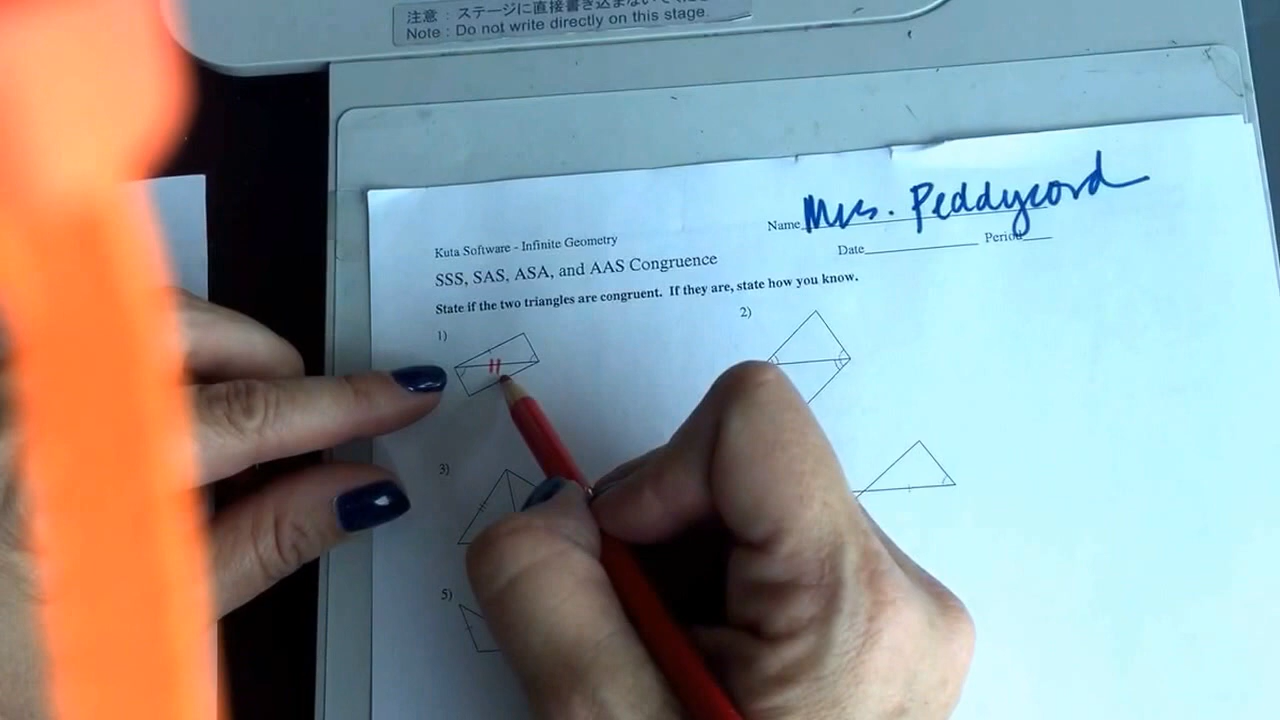 注意：ステージに直接書き込まないでくだ
Note : Do not write directly on this stage.
Name Mrs. Peddycord
Kuta Software - Infinite Geometry
Date Period
SSS, SAS, ASA, and AAS Congruence
State if the two triangles are congruent. If they are, state how you know.
1)
2)
3)
5)